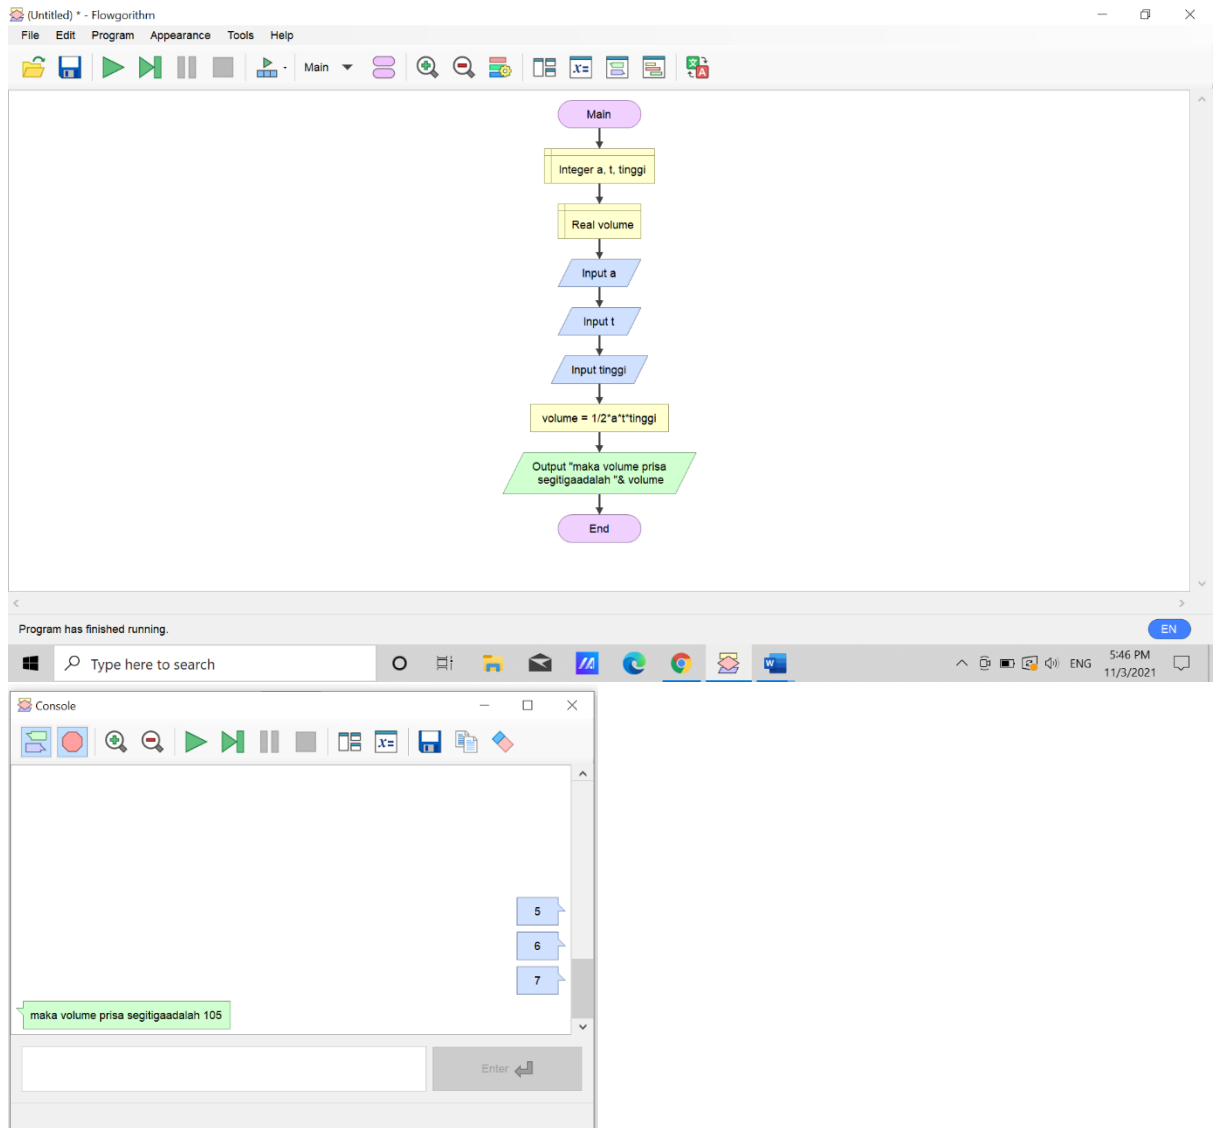 (Untitled) * - Flowgorithm
File Edit Program Appearance Tools Help
Main
Main
Integer a, t, tinggi
Real volume
Input a
Input t
Input tinggi
volume = 1/2*a*t*tinggi
Output "maka volume prisa
segitigaadalah "& volume
End
Program has finished running.
EN
Type here to search
ENG
5:46 PM
11/3/2021
Console
5
6
7
maka volume prisa segitigaadalah 105
Enter